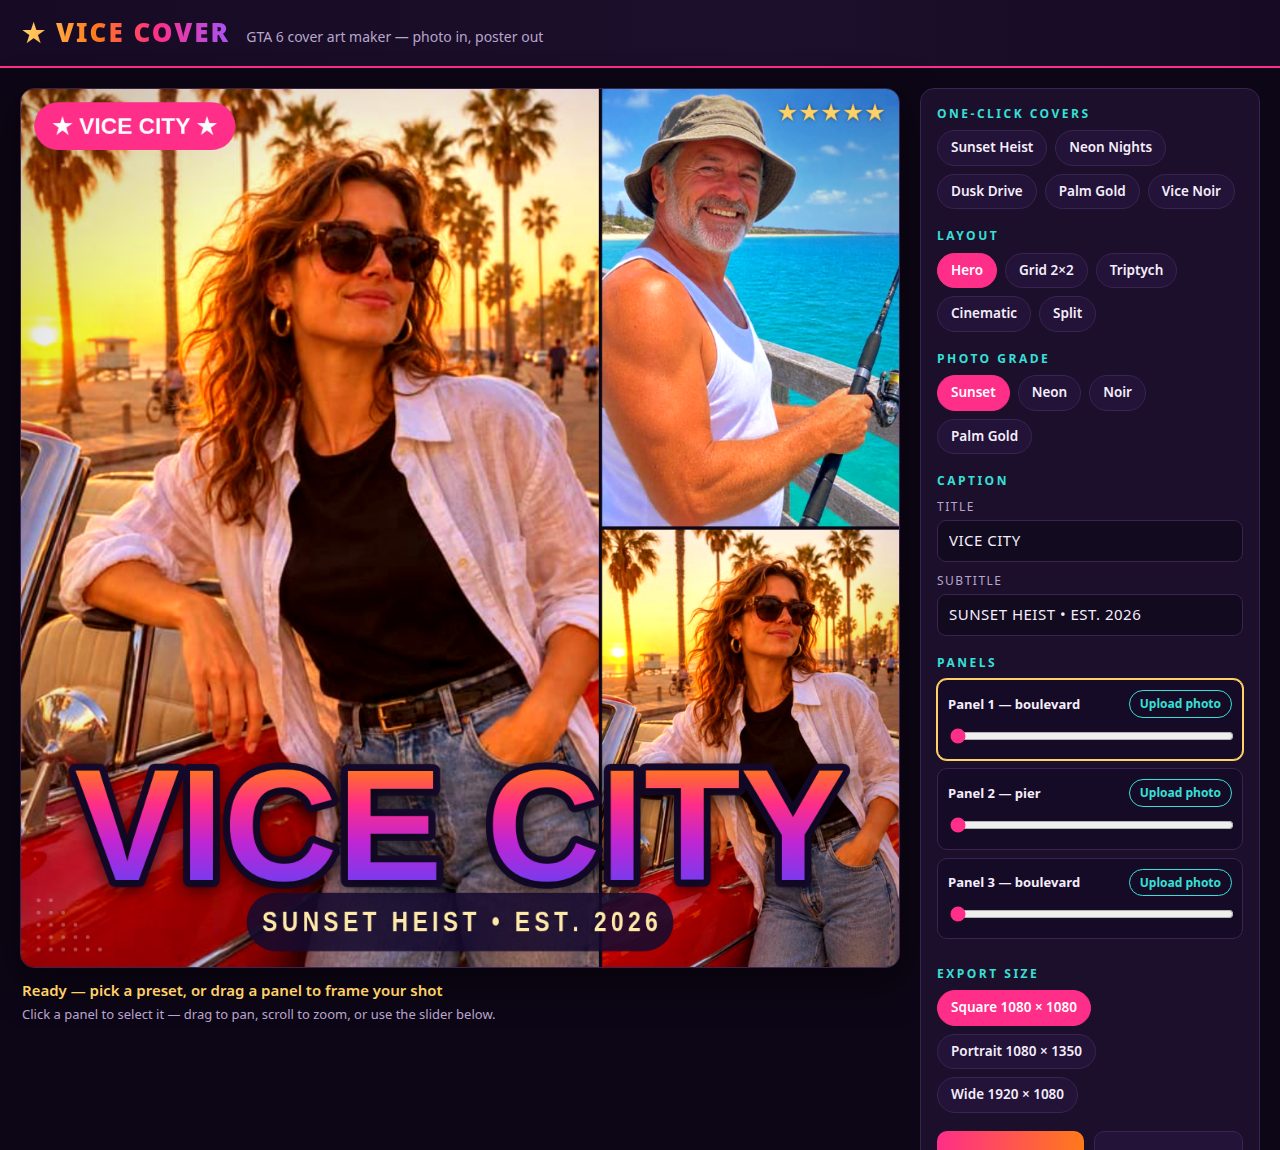 ★ VICE COVER GTA 6 cover art maker — photo in, poster out
★ VICE CITY ★
★★★★★
VICE CITY
SUNSET HEIST • EST. 2026
Ready — pick a preset, or drag a panel to frame your shot
Click a panel to select it — drag to pan, scroll to zoom, or use the slider below.
ONE-CLICK COVERS
Sunset Heist Neon Nights
Dusk Drive Palm Gold Vice Noir
LAYOUT
Hero Grid 2×2 Triptych
Cinematic Split
PHOTO GRADE
Sunset Neon Noir
Palm Gold
CAPTION
TITLE
VICE CITY
SUBTITLE
SUNSET HEIST • EST. 2026
PANELS
Panel 1 — boulevard Upload photo
Panel 2 — pier Upload photo
Panel 3 — boulevard Upload photo
EXPORT SIZE
Square 1080 × 1080
Portrait 1080 × 1350
Wide 1920 × 1080